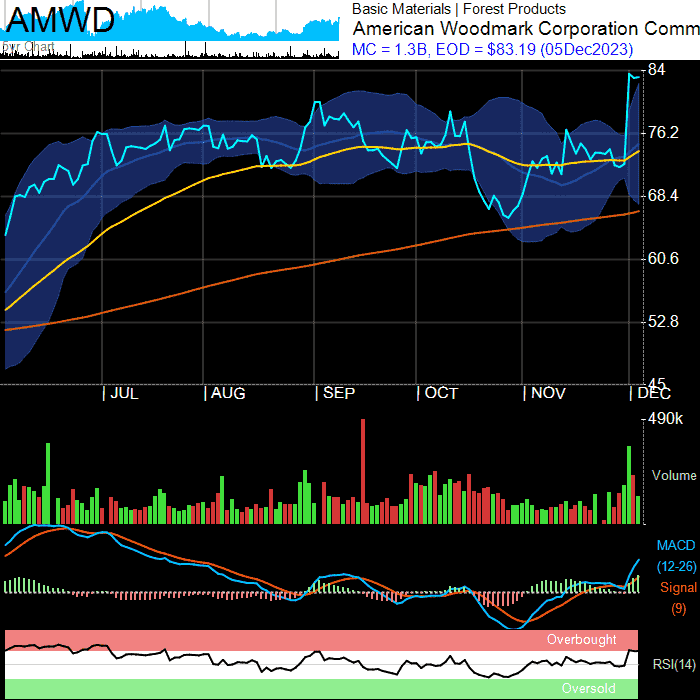 AMWD
5yr Chart
Basic Materials | Forest Products
American Woodmark Corporation Comm
MC = 1.3B, EOD = $83.19 (05Dec2023)
84
76.2
68.4
60.6
52.8
45
JUL AUG SEP OCT NOV DEC
490k
Volume
MACD
(12-26)
Signal
(9)
Overbought
RSI(14)
Oversold